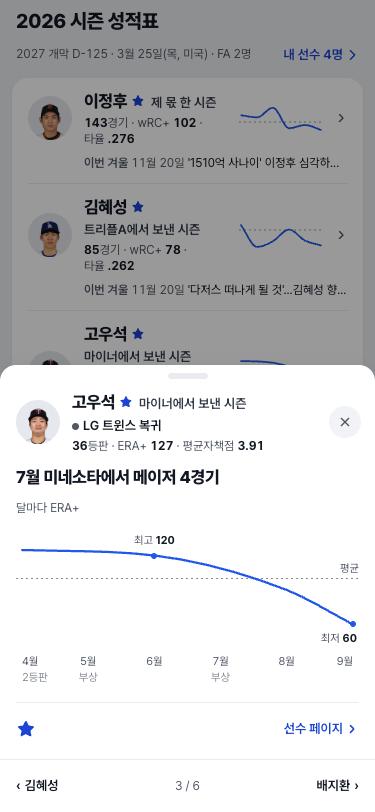 2026 시즌 성적표
2027 개막 D-125 · 3월 25일(목, 미국) · FA 2명
내 선수 4명 >
이정후 ★ 제 몫 한 시즌
143경기 · wRC+ 102 ·
타율 .276
이번 겨울 11월 20일 '1510억 사나이' 이정후 심각하…
김혜성 ★
트리플A에서 보낸 시즌
85경기 · wRC+ 78 ·
타율 .262
이번 겨울 11월 20일 '다저스 떠나게 될 것'…김혜성 향…
고우석 ★
마이너에서 보낸 시즌
고우석 ★ 마이너에서 보낸 시즌
● LG 트윈스 복귀
36등판 · ERA+ 127 · 평균자책점 3.91
7월 미네소타에서 메이저 4경기
달마다 ERA+
최고 120
평균
최저 60
4월 5월 6월 7월 8월 9월
2등판 부상 부상
선수 페이지 >
‹ 김혜성
3 / 6
배지환 ›